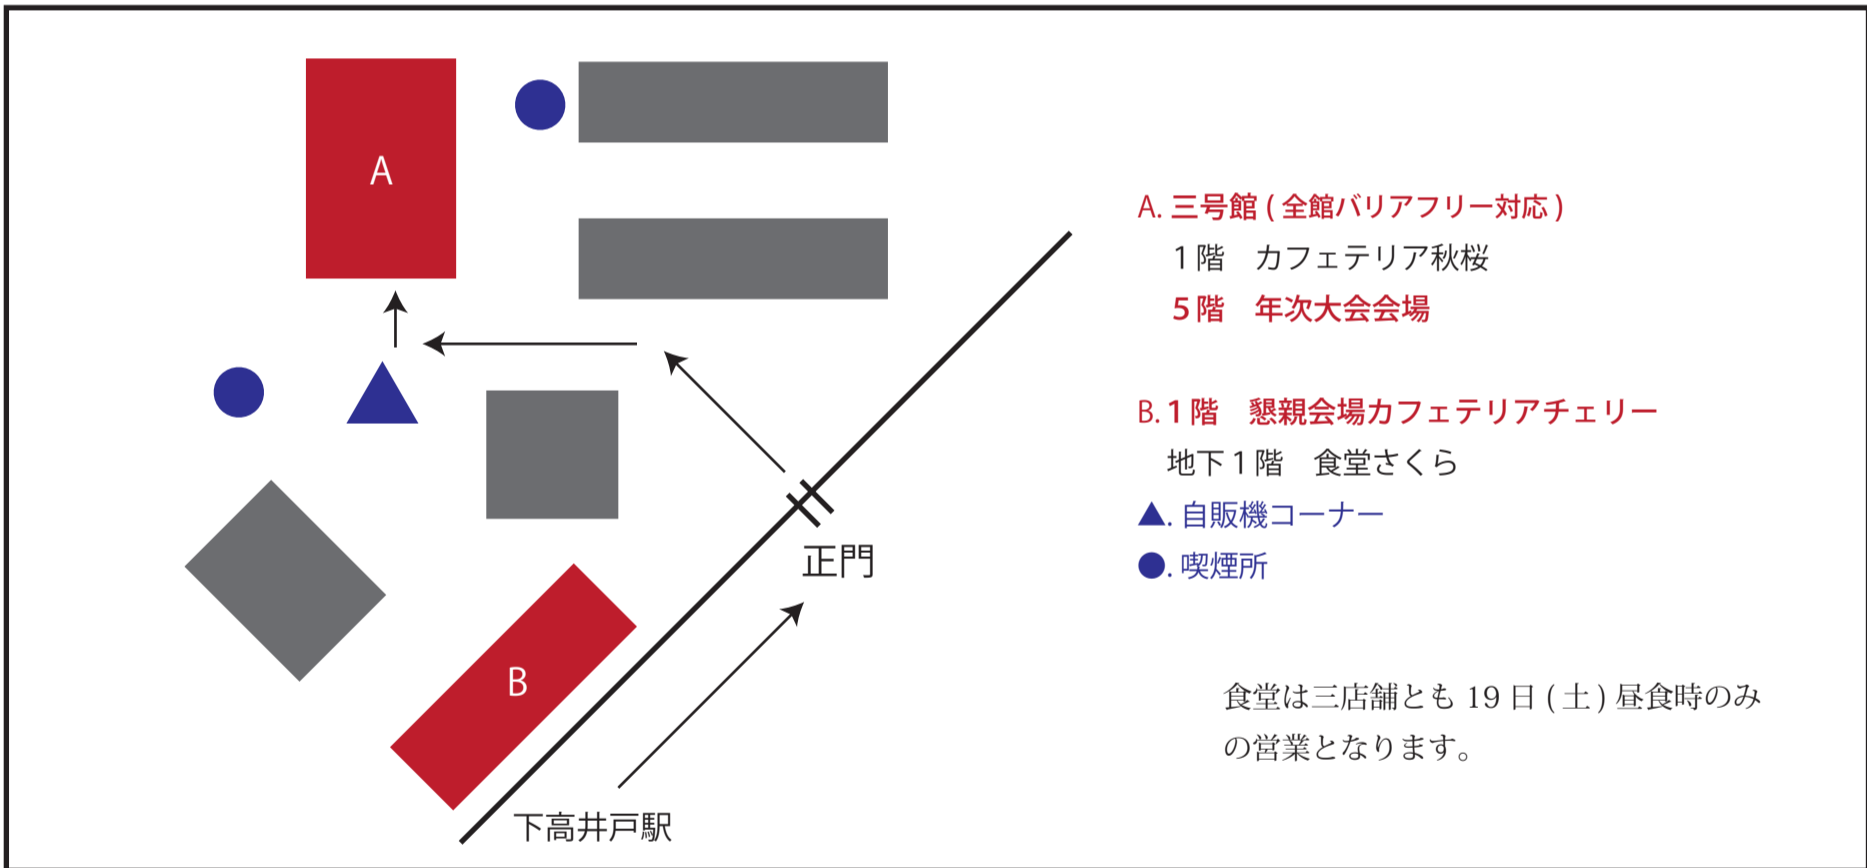 A
B
正門
下高井戸駅
A. 三号館 ( 全館バリアフリー対応 )
1 階　カフェテリア秋桜
5 階　年次大会会場
B. 1 階　懇親会場カフェテリアチェリー
地下 1 階　食堂さくら
▲. 自販機コーナー
●. 喫煙所
食堂は三店舗とも 19 日 ( 土 ) 昼食時のみ
の営業となります。